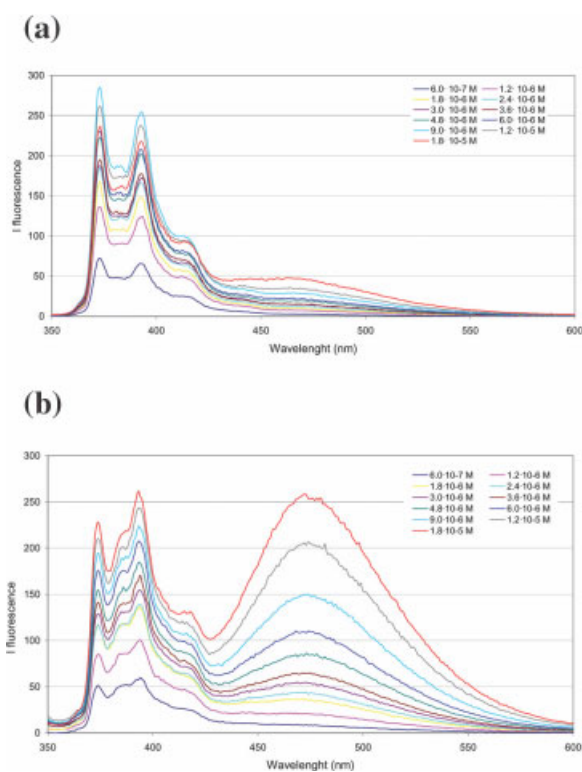 (a)
300
250
200
150
100
50
0
I fluorescence
6.0· 10-7 M 1.2· 10-6 M
1.8· 10-6 M 2.4· 10-6 M
3.0· 10-6 M 3.6· 10-6 M
4.8· 10-6 M 6.0· 10-6 M
9.0· 10-6 M 1.2· 10-5 M
1.8· 10-5 M
350 400 450 500 550 600
Wavelenght (nm)
(b)
300
250
200
150
100
50
0
I fluorescence
6.0·10-7 M 1.2·10-6 M
1.8·10-6 M 2.4·10-6 M
3.0·10-6 M 3.6·10-6 M
4.8·10-6 M 6.0·10-6 M
9.0·10-6 M 1.2·10-5 M
1.8·10-5 M
350 400 450 500 550 600
Wavelenght (nm)